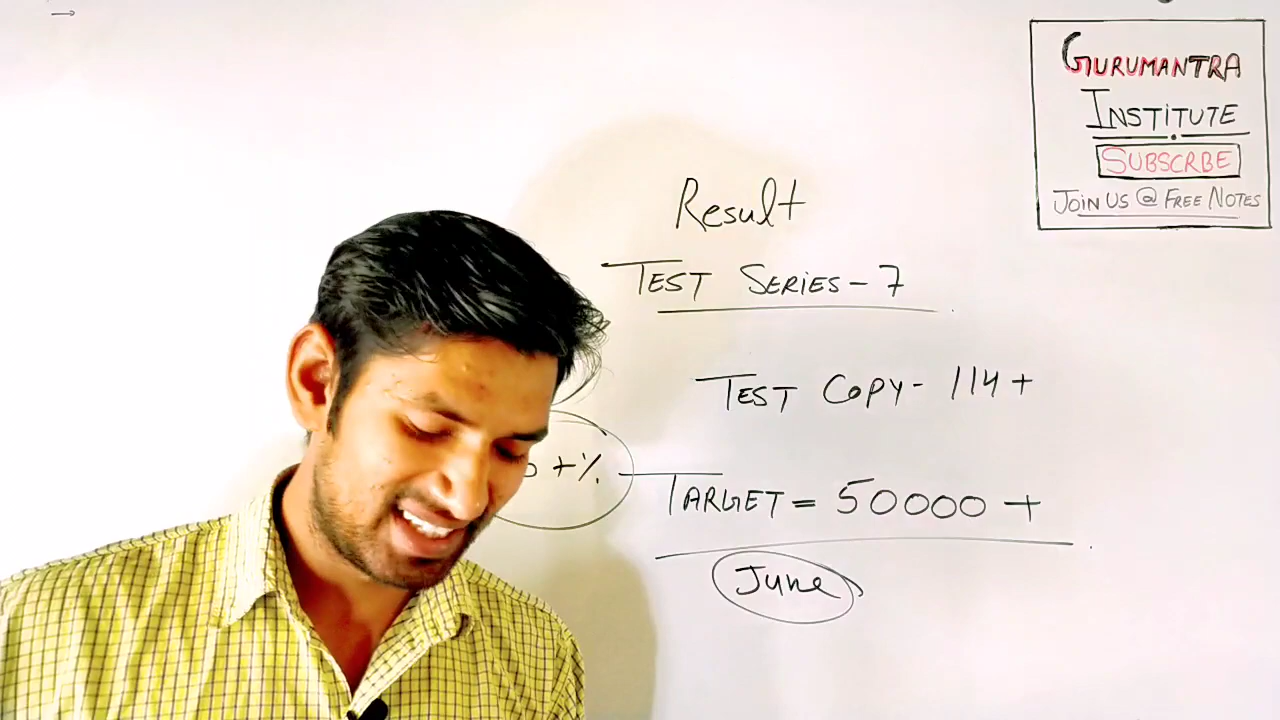 GURUMANTRA
INSTITUTE
SUBSCRBE
JOIN US @ FREE NOTES
Result
TEST SERIES - 7
TEST COPY - 114 +
+ %
TARGET = 50000 +
June